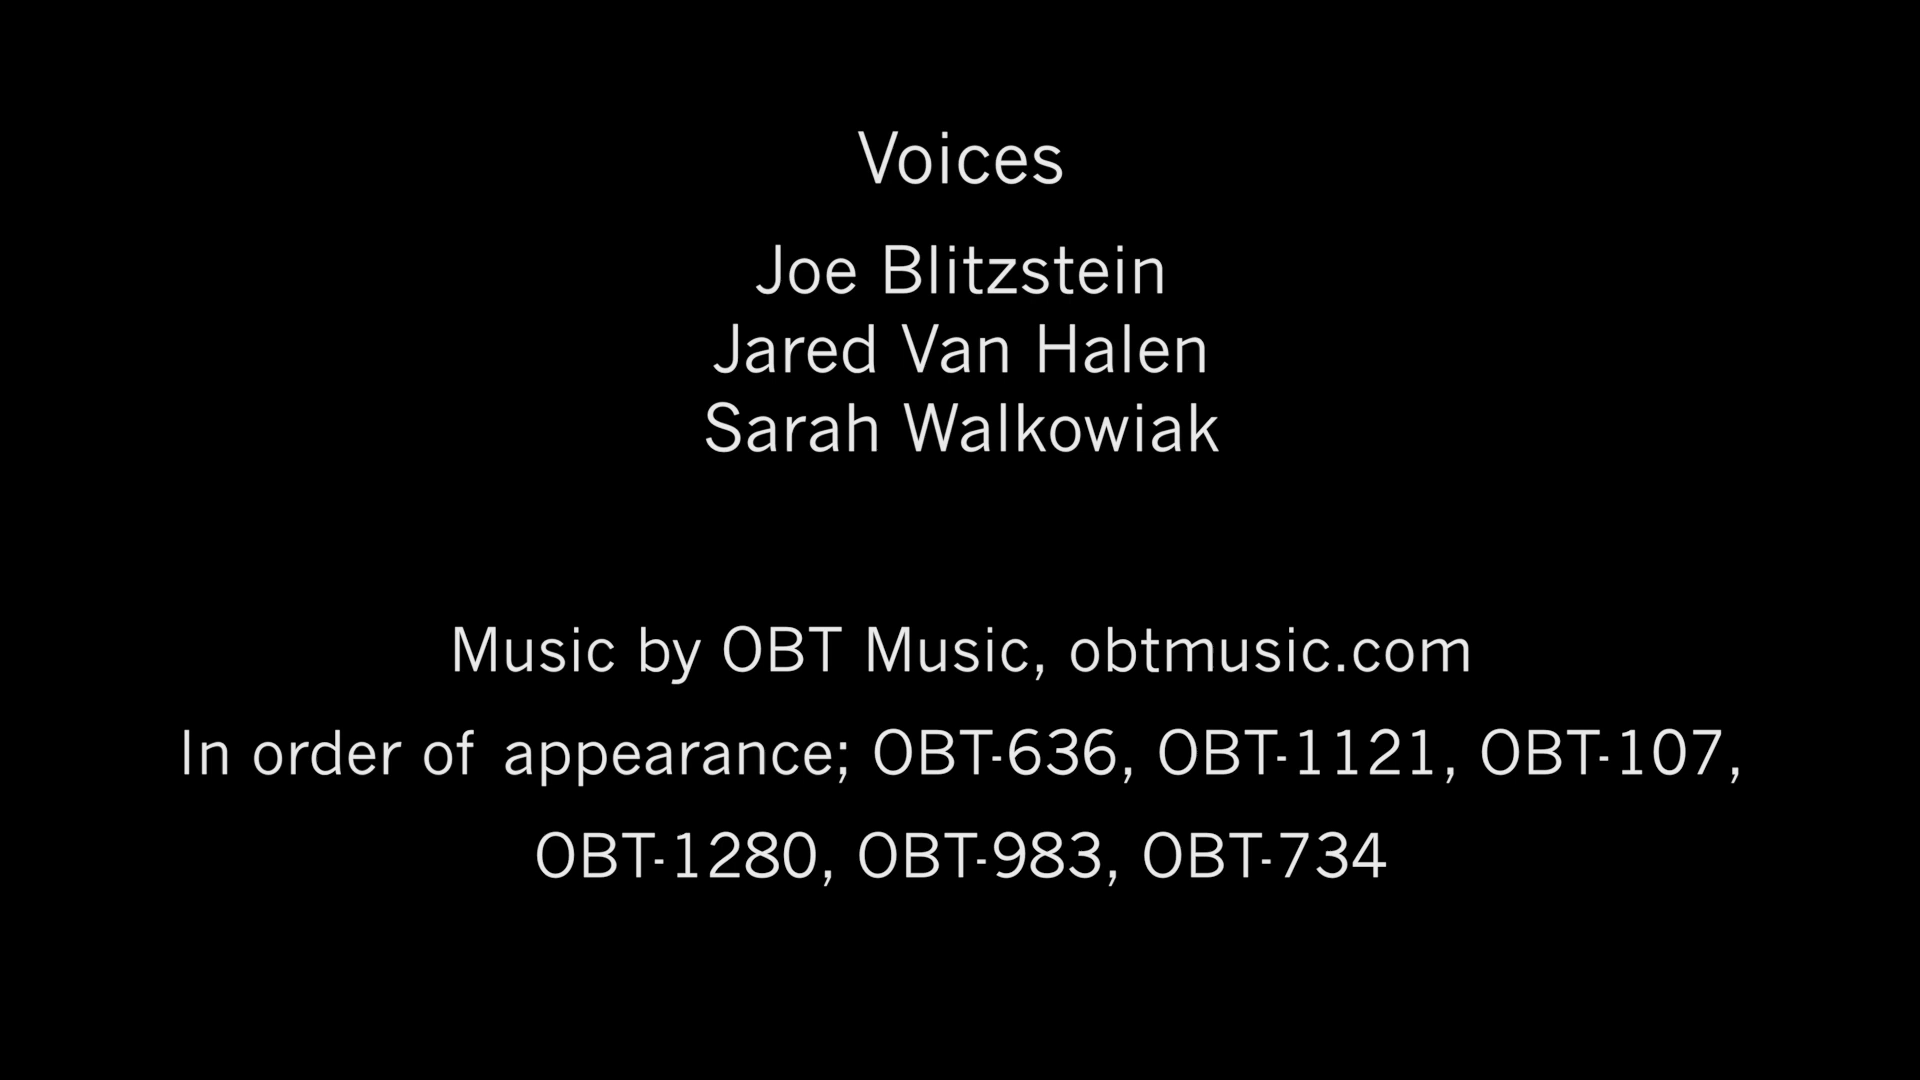 Voices
Joe Blitzstein
Jared Van Halen
Sarah Walkowiak
Music by OBT Music, obtmusic.com
In order of appearance; OBT-636, OBT-1121, OBT-107,
OBT-1280, OBT-983, OBT-734